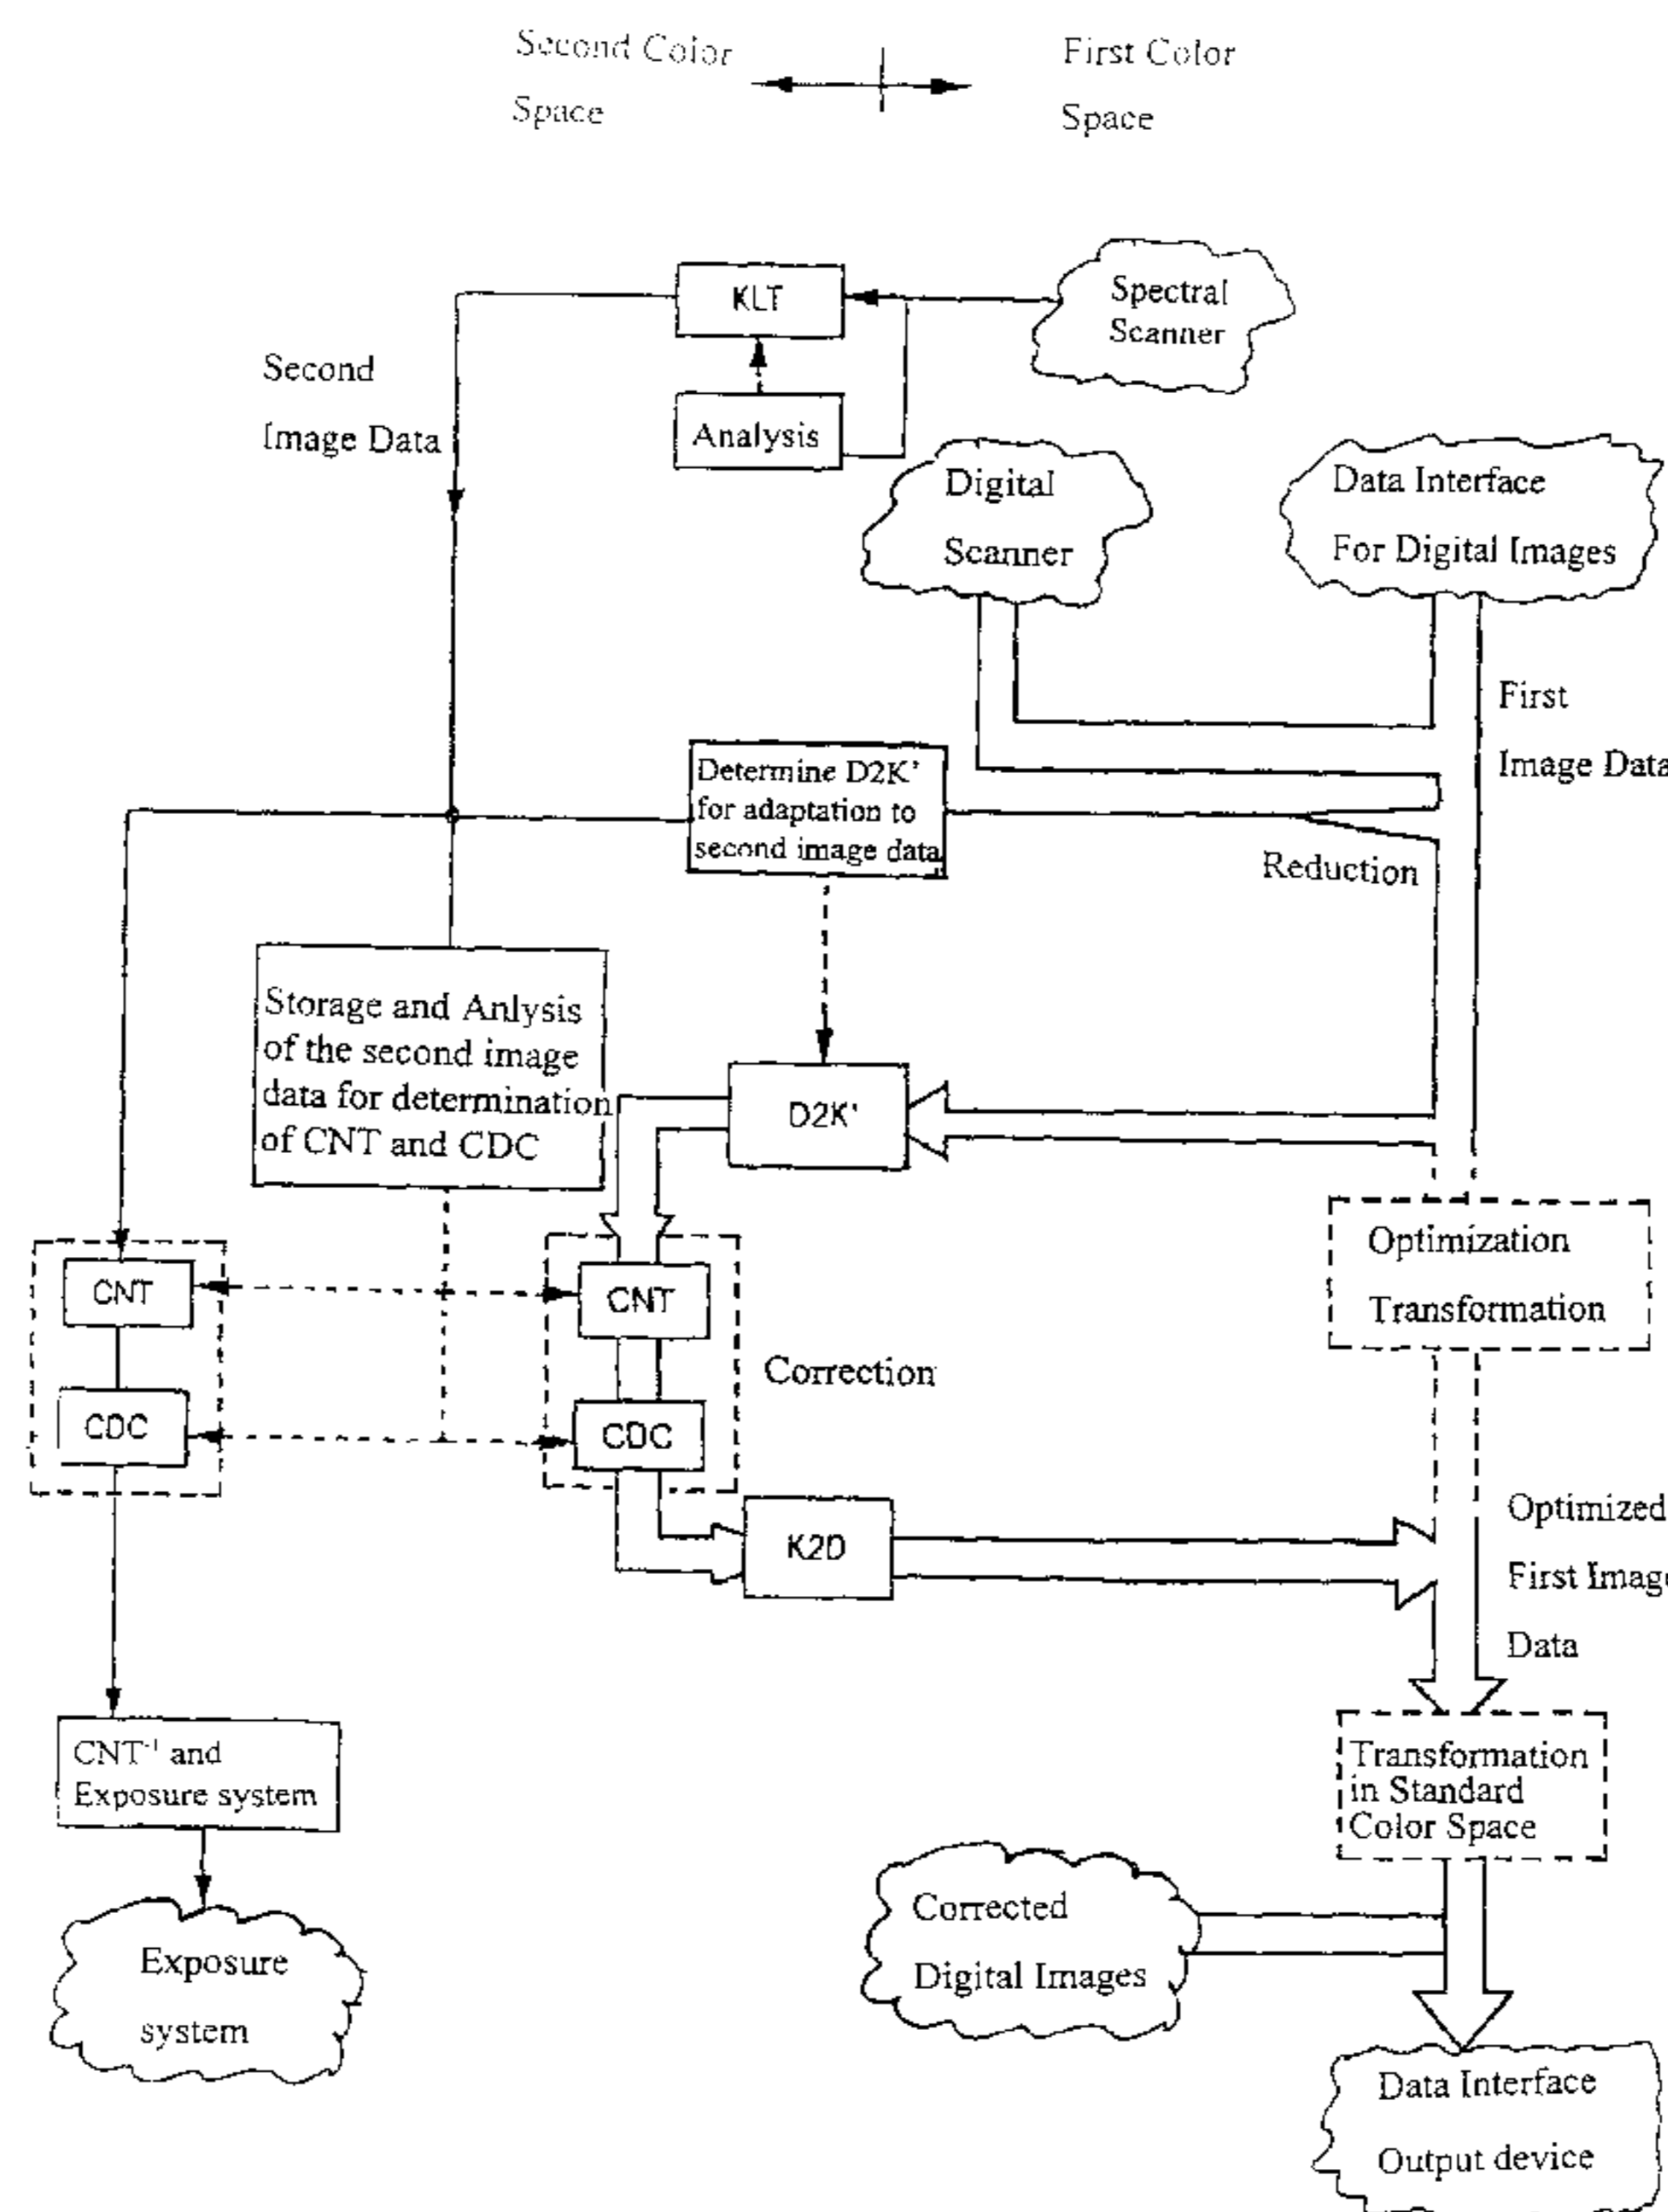 Second Color
Space
First Color
Space
KLT
Spectral
Scanner
Second
Image Data
Analysis
Digital
Scanner
Data Interface
For Digital Images
First
Image Data
Determine D2K'
for adaptation to
second image data
Reduction
Storage and Anlysis
of the second image
data for determination
of CNT and CDC
D2K'
Optimization
Transformation
CNT
CNT
Correction
CDC
CDC
K2D
Optimized
First Image
Data
CNT⁻¹ and
Exposure system
Transformation
in Standard
Color Space
Corrected
Digital Images
Exposure
system
Data Interface
Output device